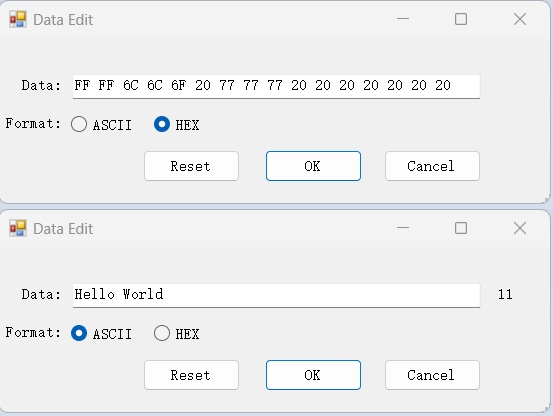 Data Edit
Data: FF FF 6C 6C 6F 20 77 77 77 20 20 20 20 20 20 20
Format: ASCII HEX
Reset OK Cancel
Data Edit
Data: Hello World 11
Format: ASCII HEX
Reset OK Cancel